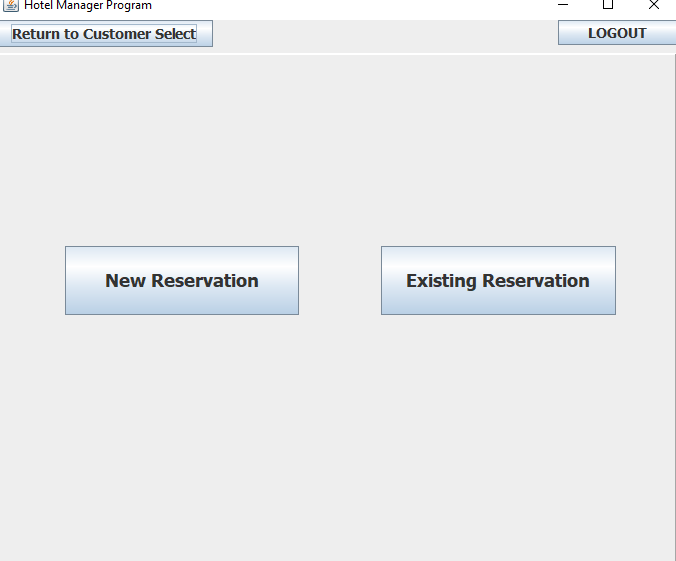 Hotel Manager Program
Return to Customer Select
LOGOUT
New Reservation
Existing Reservation